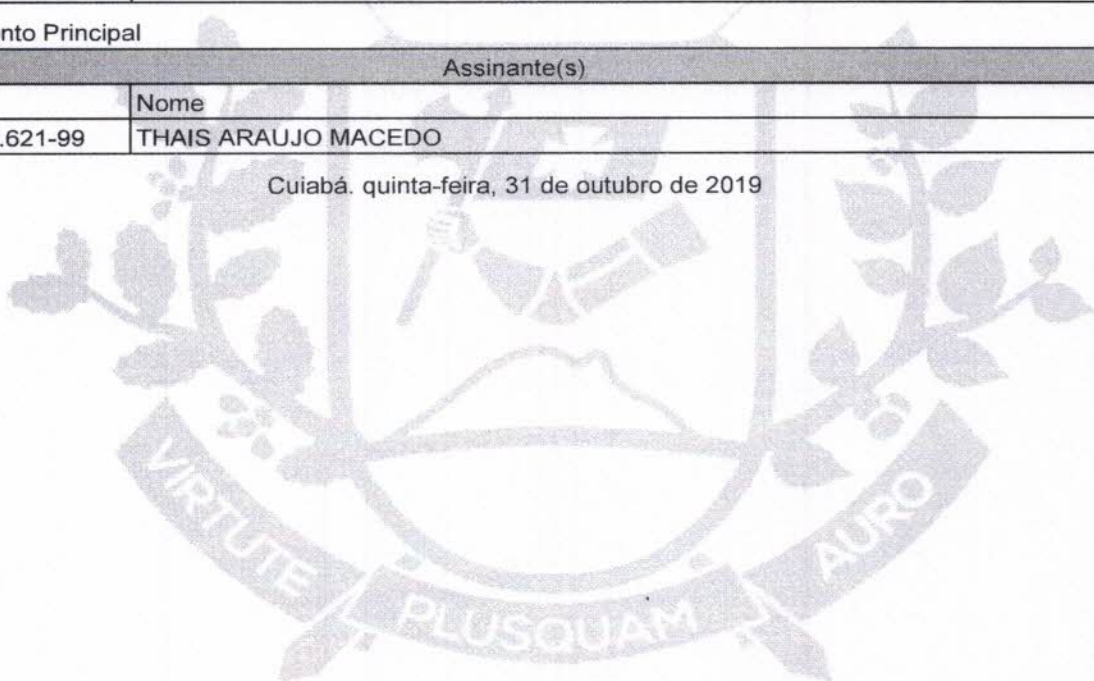 nto Principal
Assinante(s)
Nome
.621-99 THAIS ARAUJO MACEDO
Cuiabá. quinta-feira, 31 de outubro de 2019
VIRTUTE PLUSQUAM AURO